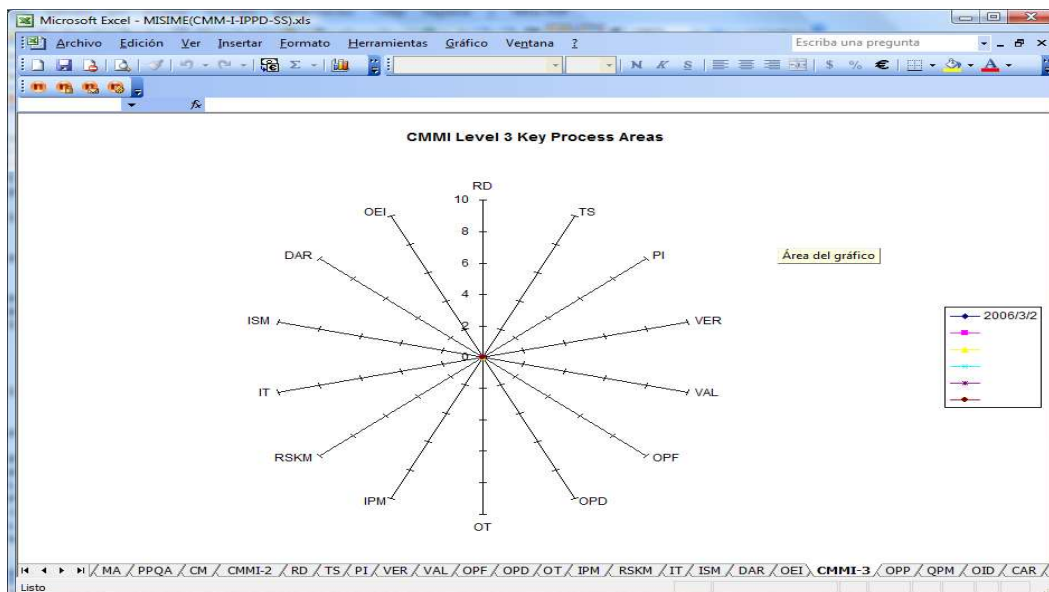 Microsoft Excel - MISIME(CMM-I-IPPD-SS).xls
Archivo Edición Ver Insertar Formato Herramientas Gráfico Ventana ?
Escriba una pregunta
N K S $ % €
fx
CMMI Level 3 Key Process Areas
RD
10
OEI TS
8
DAR 6 PI
Área del gráfico
4
ISM 2 VER
2006/3/2
0
IT VAL
RSKM OPF
IPM OPD
OT
MA / PPQA / CM / CMMI-2 / RD / TS / PI / VER / VAL / OPF / OPD / OT / IPM / RSKM / IT / ISM / DAR / OEI \ CMMI-3 / OPP / QPM / OID / CAR /
Listo